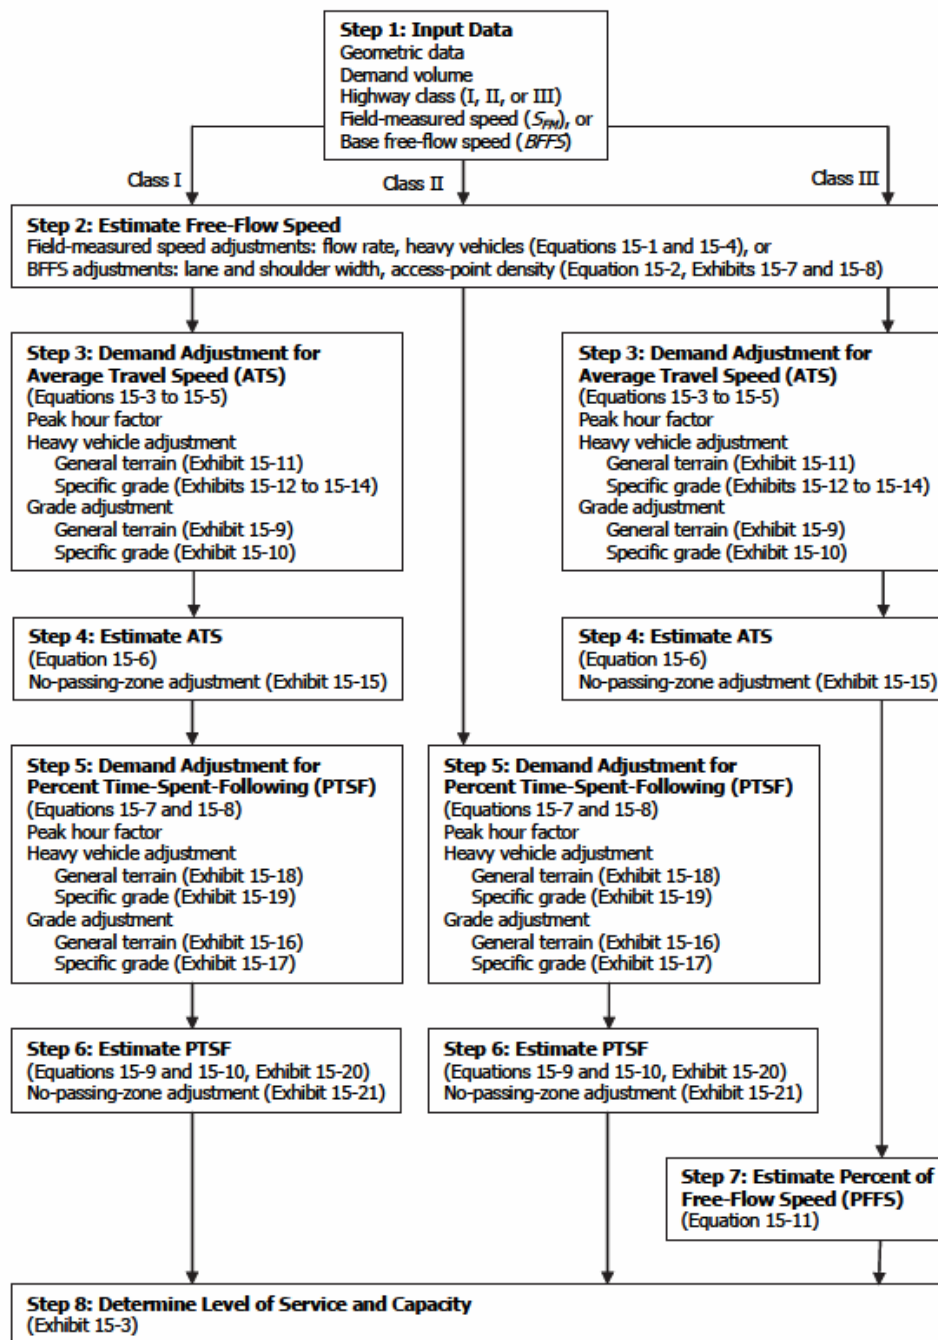 Step 1: Input Data
Geometric data
Demand volume
Highway class (I, II, or III)
Field-measured speed (S_FM), or
Base free-flow speed (BFFS)
Class I
Class II
Class III
Step 2: Estimate Free-Flow Speed
Field-measured speed adjustments: flow rate, heavy vehicles (Equations 15-1 and 15-4), or
BFFS adjustments: lane and shoulder width, access-point density (Equation 15-2, Exhibits 15-7 and 15-8)
Step 3: Demand Adjustment for
Average Travel Speed (ATS)
(Equations 15-3 to 15-5)
Peak hour factor
Heavy vehicle adjustment
General terrain (Exhibit 15-11)
Specific grade (Exhibits 15-12 to 15-14)
Grade adjustment
General terrain (Exhibit 15-9)
Specific grade (Exhibit 15-10)
Step 3: Demand Adjustment for
Average Travel Speed (ATS)
(Equations 15-3 to 15-5)
Peak hour factor
Heavy vehicle adjustment
General terrain (Exhibit 15-11)
Specific grade (Exhibits 15-12 to 15-14)
Grade adjustment
General terrain (Exhibit 15-9)
Specific grade (Exhibit 15-10)
Step 4: Estimate ATS
(Equation 15-6)
No-passing-zone adjustment (Exhibit 15-15)
Step 4: Estimate ATS
(Equation 15-6)
No-passing-zone adjustment (Exhibit 15-15)
Step 5: Demand Adjustment for
Percent Time-Spent-Following (PTSF)
(Equations 15-7 and 15-8)
Peak hour factor
Heavy vehicle adjustment
General terrain (Exhibit 15-18)
Specific grade (Exhibit 15-19)
Grade adjustment
General terrain (Exhibit 15-16)
Specific grade (Exhibit 15-17)
Step 5: Demand Adjustment for
Percent Time-Spent-Following (PTSF)
(Equations 15-7 and 15-8)
Peak hour factor
Heavy vehicle adjustment
General terrain (Exhibit 15-18)
Specific grade (Exhibit 15-19)
Grade adjustment
General terrain (Exhibit 15-16)
Specific grade (Exhibit 15-17)
Step 6: Estimate PTSF
(Equations 15-9 and 15-10, Exhibit 15-20)
No-passing-zone adjustment (Exhibit 15-21)
Step 6: Estimate PTSF
(Equations 15-9 and 15-10, Exhibit 15-20)
No-passing-zone adjustment (Exhibit 15-21)
Step 7: Estimate Percent of
Free-Flow Speed (PFFS)
(Equation 15-11)
Step 8: Determine Level of Service and Capacity
(Exhibit 15-3)